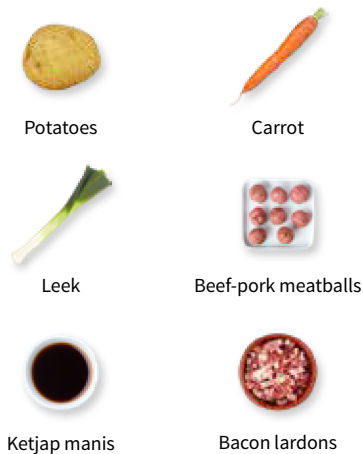 Potatoes
Carrot
Leek
Beef-pork meatballs
Ketjap manis
Bacon lardons